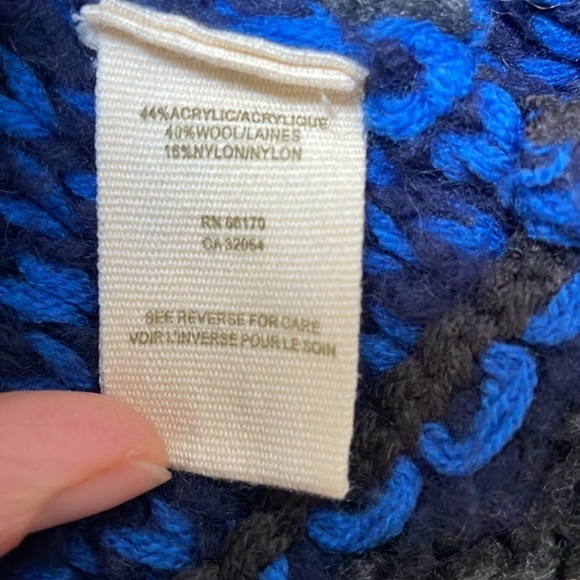 44%ACRYLIC/ACRYLIQUE
40%WOOL/LAINES
16%NYLON/NYLON
RN 86170
CA 32064
SEE REVERSE FOR CARE
VOIR L'INVERSE POUR LE SOIN